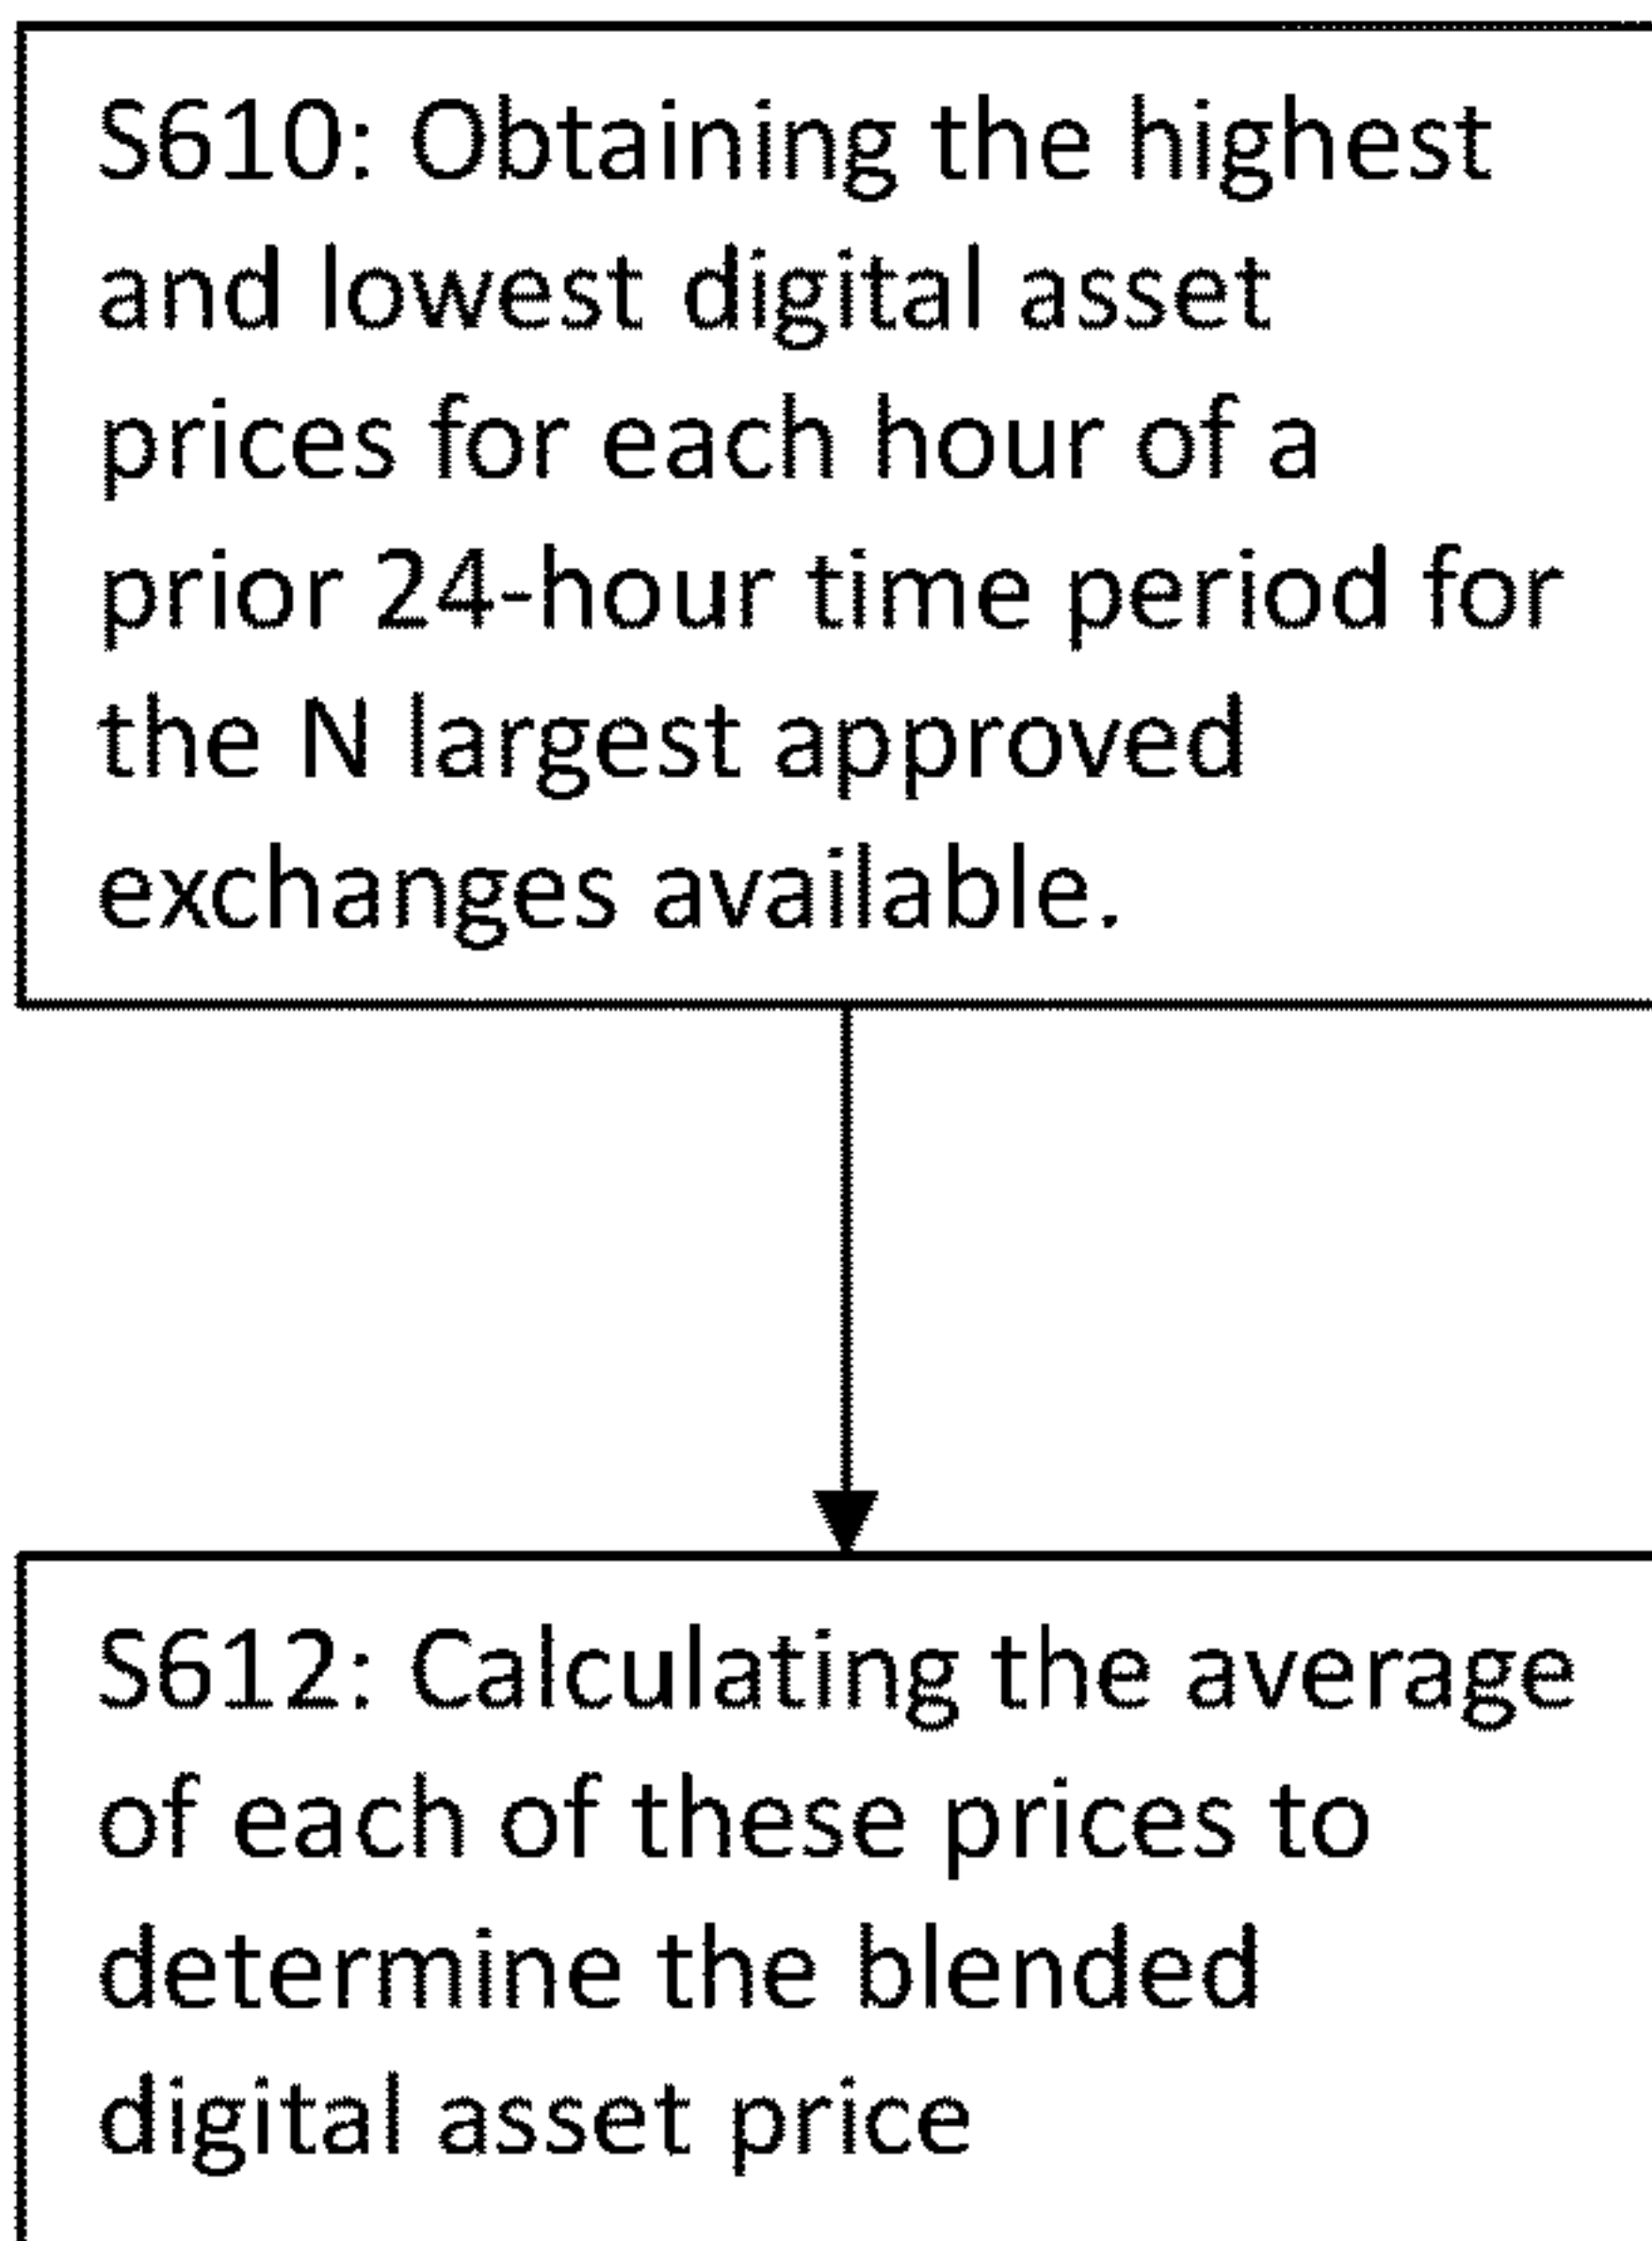 S610: Obtaining the highest
and lowest digital asset
prices for each hour of a
prior 24-hour time period for
the N largest approved
exchanges available.
S612: Calculating the average
of each of these prices to
determine the blended
digital asset price